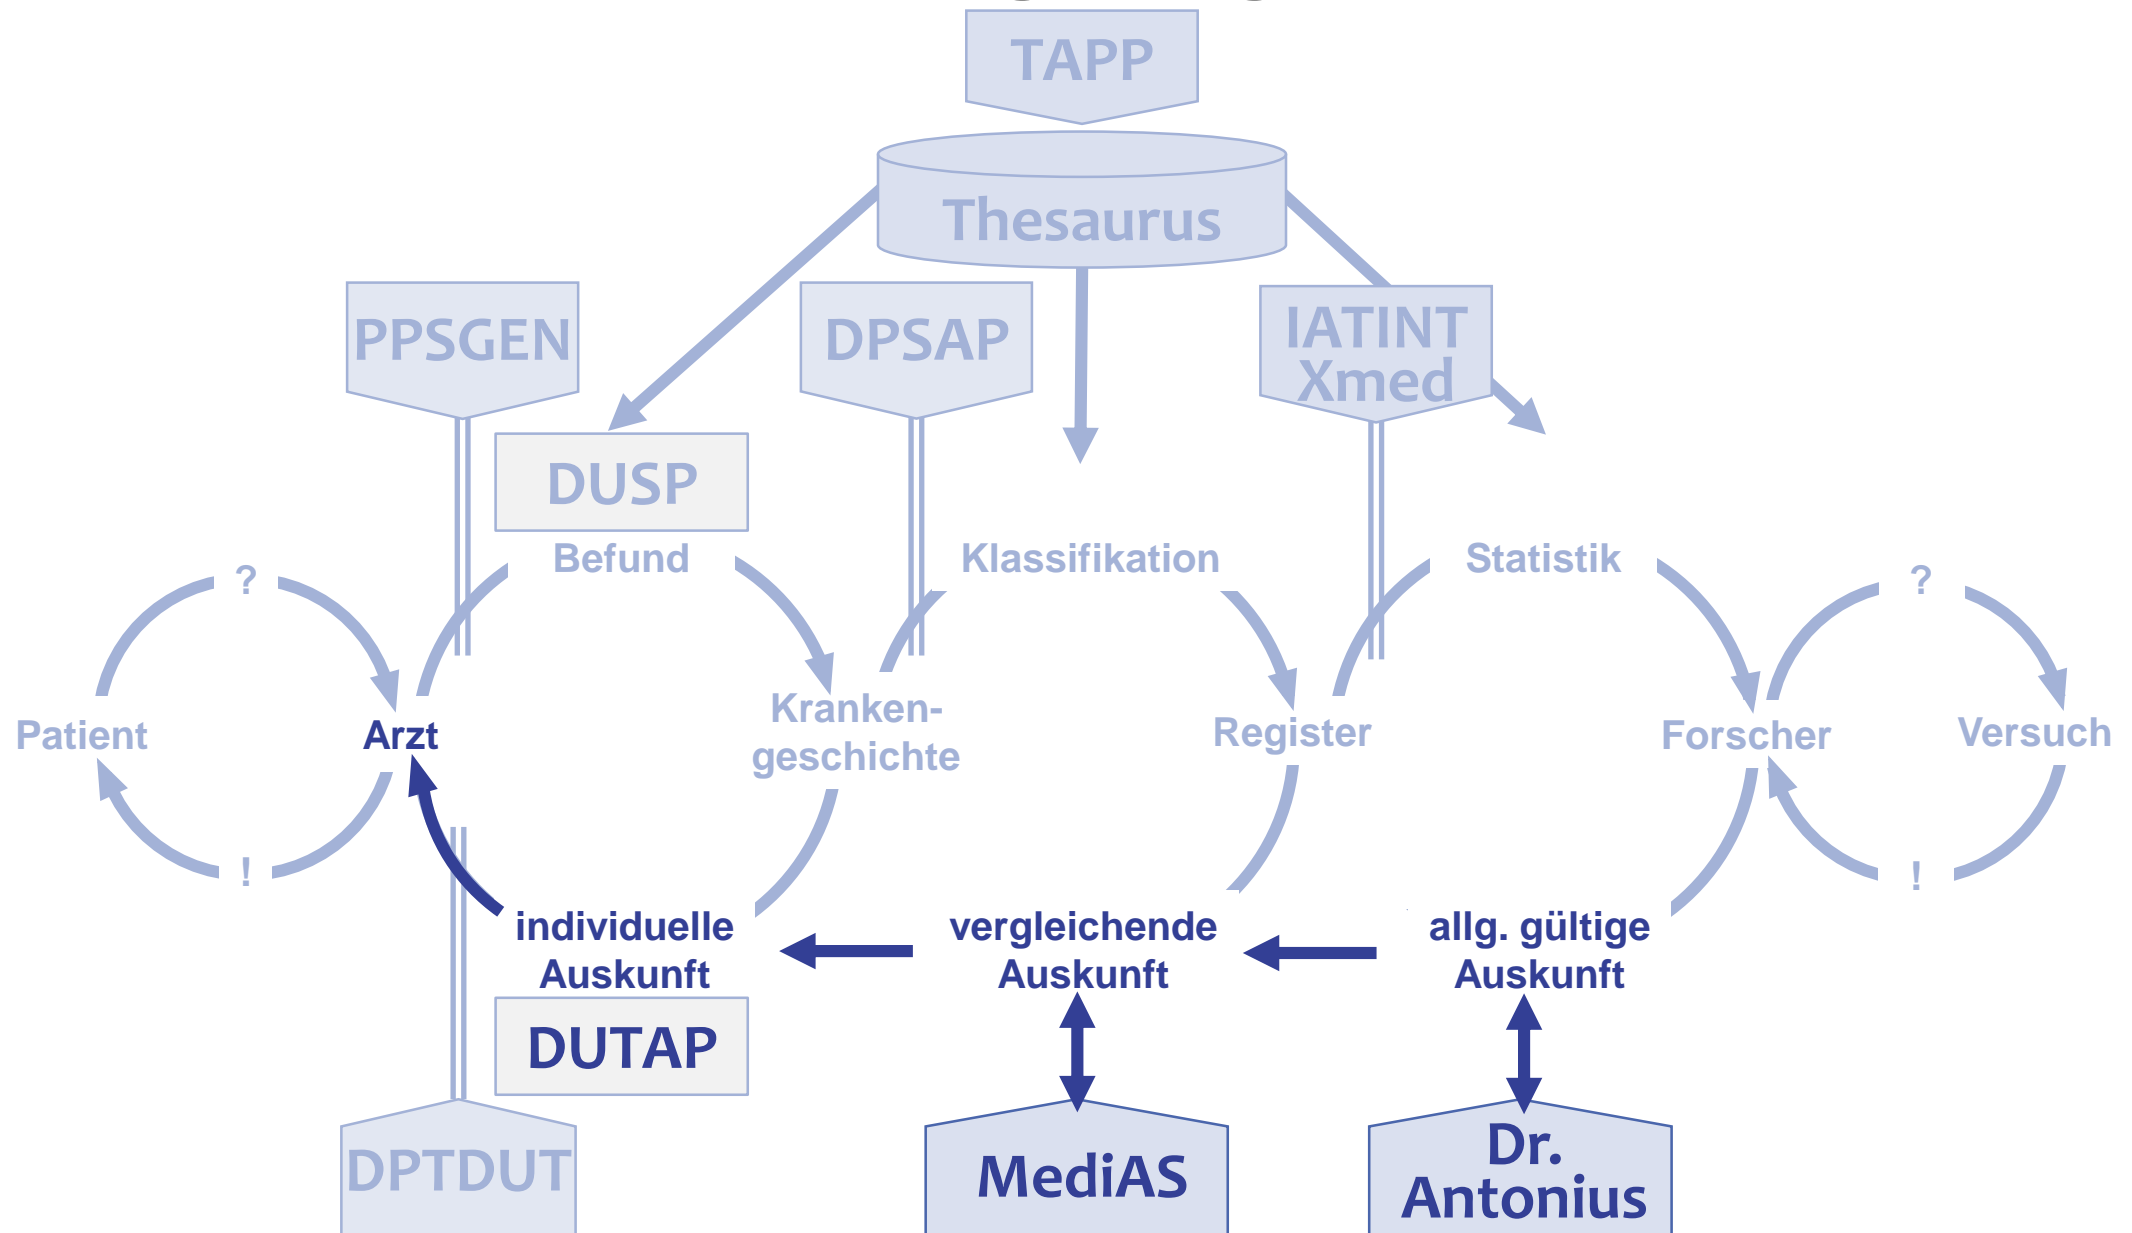 TAPP
Thesaurus
PPSGEN
DPSAP
IATINT
Xmed
DUSP
Befund
Klassifikation
Statistik
?
?
Patient
Arzt
Kranken-
geschichte
Register
Forscher
Versuch
!
!
individuelle
Auskunft
vergleichende
Auskunft
allg. gültige
Auskunft
DUTAP
DPTDUT
MediAS
Dr.
Antonius